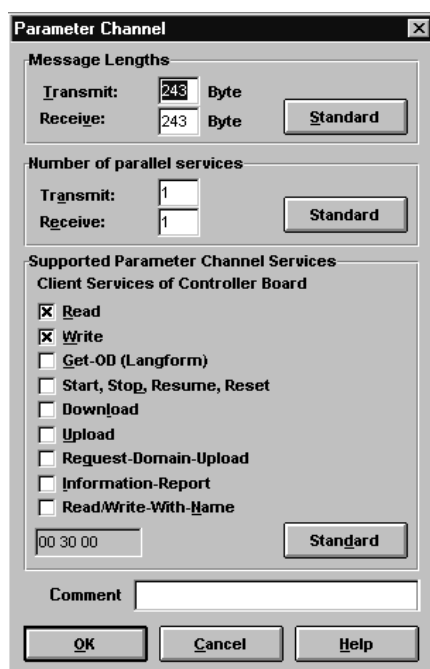 Parameter Channel
Message Lengths
Transmit: 243 Byte
Receive: 243 Byte
Standard
Number of parallel services
Transmit: 1
Receive: 1
Standard
Supported Parameter Channel Services
Client Services of Controller Board
Read
Write
Get-OD (Langform)
Start, Stop, Resume, Reset
Download
Upload
Request-Domain-Upload
Information-Report
Read/Write-With-Name
00 30 00 Standard
Comment
OK Cancel Help